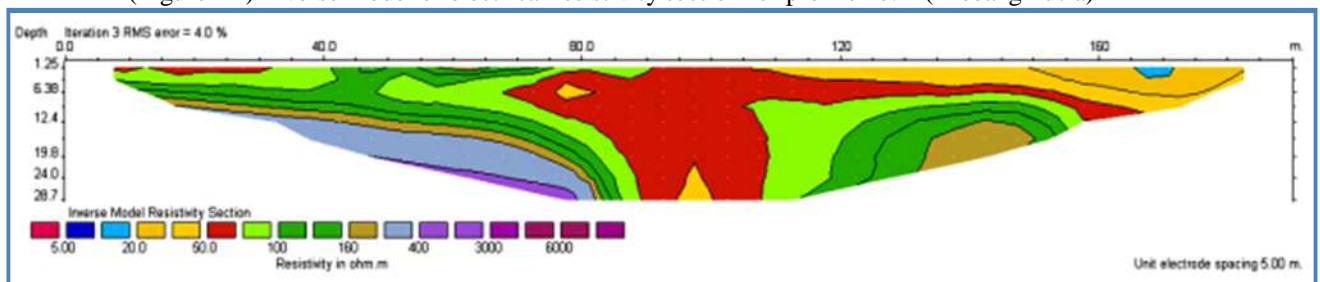 Depth Iteration 3 RMS error = 4.0 %
0.0 40.0 80.0 120 160 m.
1.25
6.38
12.4
19.8
24.0
28.7
Inverse Model Resistivity Section
5.00 20.0 50.0 100 160 400 3000 6000
Resistivity in ohm.m
Unit electrode spacing 5.00 m.